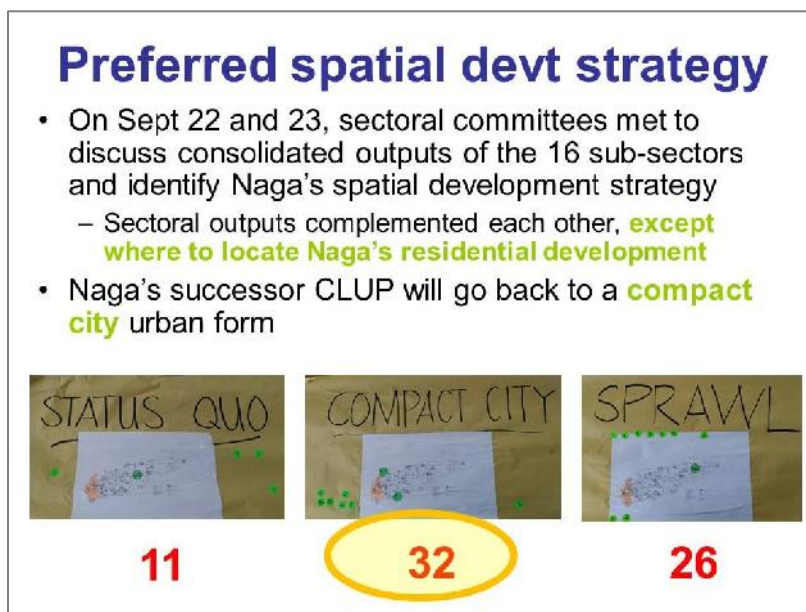 Preferred spatial devt strategy
• On Sept 22 and 23, sectoral committees met to
discuss consolidated outputs of the 16 sub-sectors
and identify Naga's spatial development strategy
– Sectoral outputs complemented each other, except
where to locate Naga's residential development
• Naga's successor CLUP will go back to a compact
city urban form
STATUS QUO
COMPACT CITY
SPRAWL
11
32
26